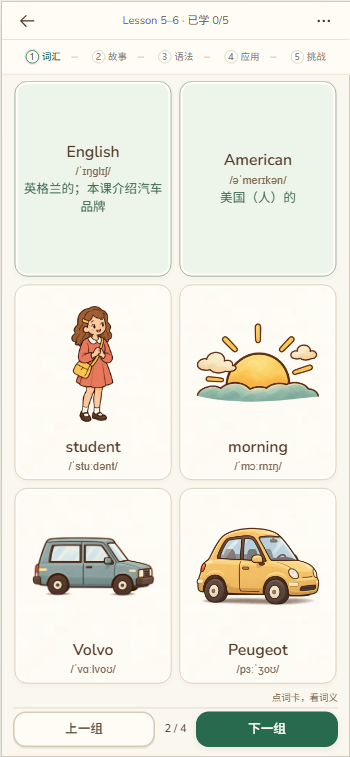 Lesson 5–6 · 已学 0/5
1 词汇 – 2 故事 – 3 语法 – 4 应用 – 5 挑战
English
/ˈɪŋɡlɪʃ/
英格兰的；本课介绍汽车
品牌
American
/əˈmerɪkən/
美国（人）的
student
/ˈstuːdənt/
morning
/ˈmɔːrnɪŋ/
Volvo
/ˈvɑːlvoʊ/
Peugeot
/pɜːˈʒoʊ/
点词卡，看词义
上一组 2 / 4 下一组